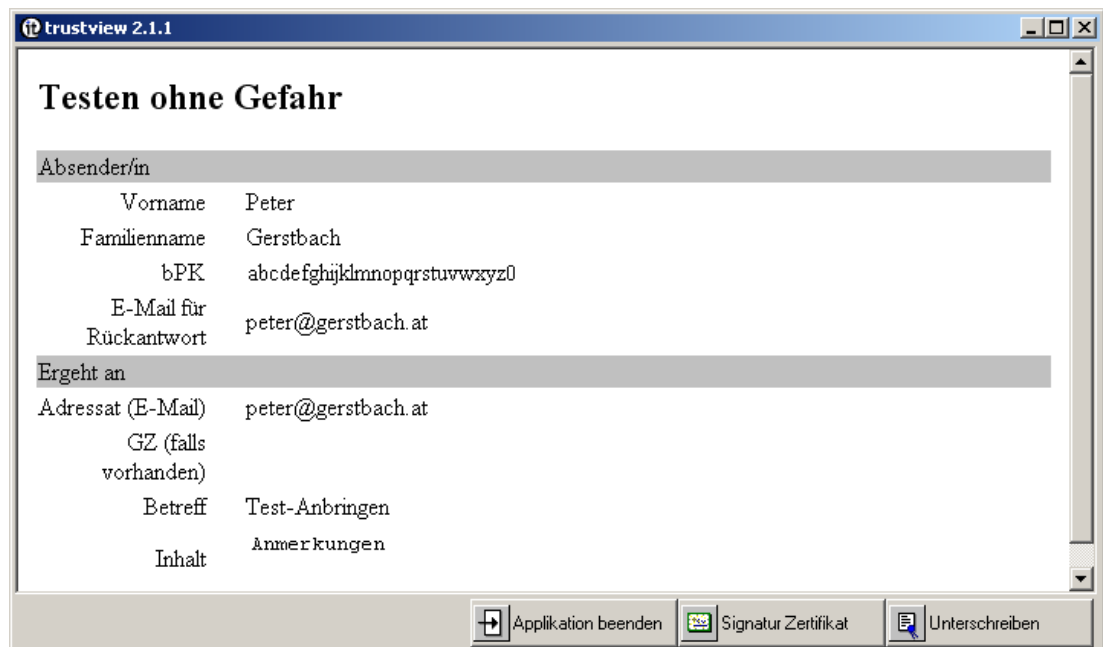 trustview 2.1.1
Testen ohne Gefahr
Absender/in
Vorname Peter
Familienname Gerstbach
bPK abcdefghijklmnopqrstuvwxyz0
E-Mail für
Rückantwort peter@gerstbach.at
Ergeht an
Adressat (E-Mail) peter@gerstbach.at
GZ (falls
vorhanden)
Betreff Test-Anbringen
Inhalt Anmerkungen
Applikation beenden Signatur Zertifikat Unterschreiben